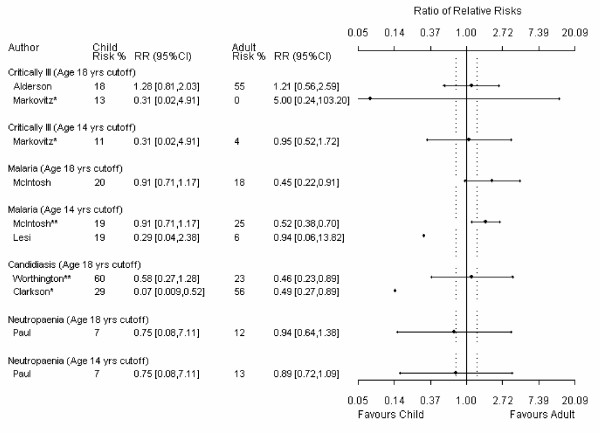 Ratio of Relative Risks
0.05 0.14 0.37 1.00 2.72 7.39 20.09
Author Child Risk % RR (95%CI) Adult Risk % RR (95%CI)
Critically Ill (Age 18 yrs cutoff)
Alderson 18 1.28 [0.81,2.03] 55 1.21 [0.56,2.59]
Markovitz* 13 0.31 [0.02,4.91] 0 5.00 [0.24,103.20]
Critically Ill (Age 14 yrs cutoff)
Markovitz* 11 0.31 [0.02,4.91] 4 0.95 [0.52,1.72]
Malaria (Age 18 yrs cutoff)
McIntosh 20 0.91 [0.71,1.17] 18 0.45 [0.22,0.91]
Malaria (Age 14 yrs cutoff)
McIntosh** 19 0.91 [0.71,1.17] 25 0.52 [0.38,0.70]
Lesi 19 0.29 [0.04,2.38] 6 0.94 [0.06,13.82]
Candidiasis (Age 18 yrs cutoff)
Worthington** 60 0.58 [0.27,1.28] 23 0.46 [0.23,0.89]
Clarkson* 29 0.07 [0.009,0.52] 56 0.49 [0.27,0.89]
Neutropaenia (Age 18 yrs cutoff)
Paul 7 0.75 [0.08,7.11] 12 0.94 [0.64,1.38]
Neutropaenia (Age 14 yrs cutoff)
Paul 7 0.75 [0.08,7.11] 13 0.89 [0.72,1.09]
0.05 0.14 0.37 1.00 2.72 7.39 20.09
Favours Child Favours Adult